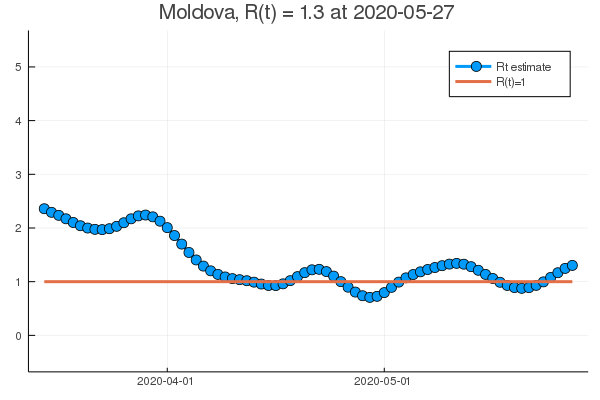 Moldova, R(t) = 1.3 at 2020-05-27
Rt estimate
R(t)=1
5
4
3
2
1
0
2020-04-01
2020-05-01